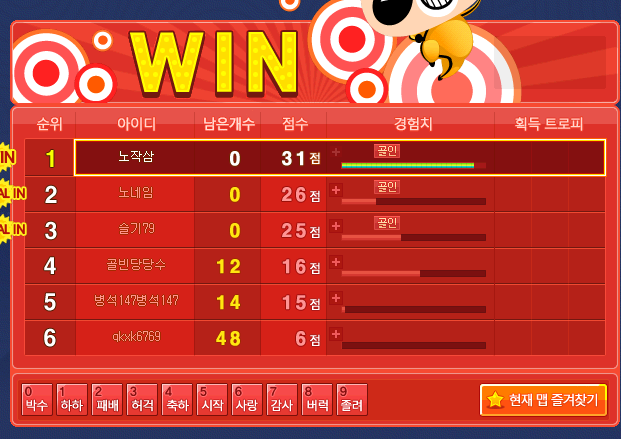 WIN
순위 아이디 남은개수 점수 경험치 획득 트로피
IN 1 노작삼 0 31점 + 골인
AL IN 2 노네임 0 26점 + 골인
AL IN 3 슬기79 0 25점 + 골인
4 골빈당당수 12 16점 +
5 병석147병석147 14 15점 +
6 qkxk6769 48 6점 +
0 1 2 3 4 5 6 7 8 9
박수 하하 패배 허걱 축하 시작 사랑 감사 버럭 졸려 현재 맵 즐겨찾기